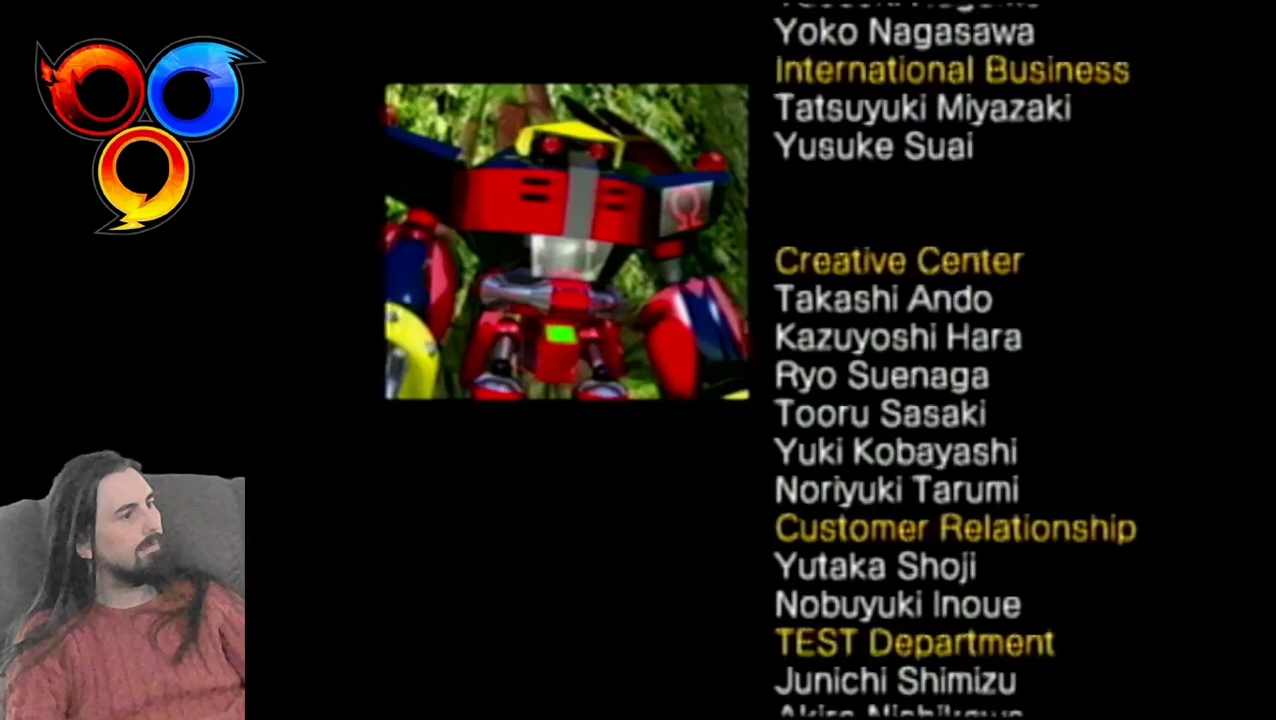 Yoko Nagasawa
International Business
Tatsuyuki Miyazaki
Yusuke Suai
Creative Center
Takashi Ando
Kazuyoshi Hara
Ryo Suenaga
Tooru Sasaki
Yuki Kobayashi
Noriyuki Tarumi
Customer Relationship
Yutaka Shoji
Nobuyuki Inoue
TEST Department
Junichi Shimizu